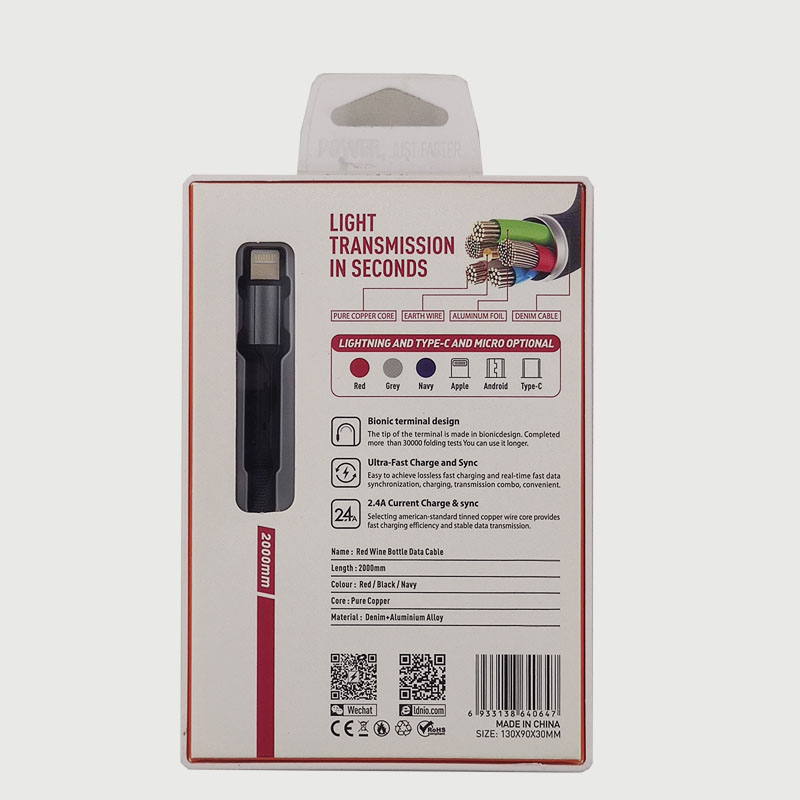 POWER, JUST FASTER.
LIGHT
TRANSMISSION
IN SECONDS
PURE COPPER CORE
EARTH WIRE
ALUMINUM FOIL
DENIM CABLE
LIGHTNING AND TYPE-C AND MICRO OPTIONAL
Red
Grey
Navy
Apple
Android
Type-C
Bionic terminal design
The tip of the terminal is made in bionicdesign. Completed
more than 30000 folding tests You can use it longer.
Ultra-Fast Charge and Sync
Easy to achieve lossless fast charging and real-time fast data
synchronization, charging, transmission combo, convenient.
2.4A
2.4A Current Charge & sync
Selecting american-standard tinned copper wire core provides
fast charging efficiency and stable data transmission.
2000mm
Name : Red Wine Bottle Data Cable
Length : 2000mm
Colour : Red / Black / Navy
Core : Pure Copper
Material : Denim+Aluminium Alloy
Wechat
ldnio.com
6 933138 640647
CE
RoHS
MADE IN CHINA
SIZE: 130X90X30MM